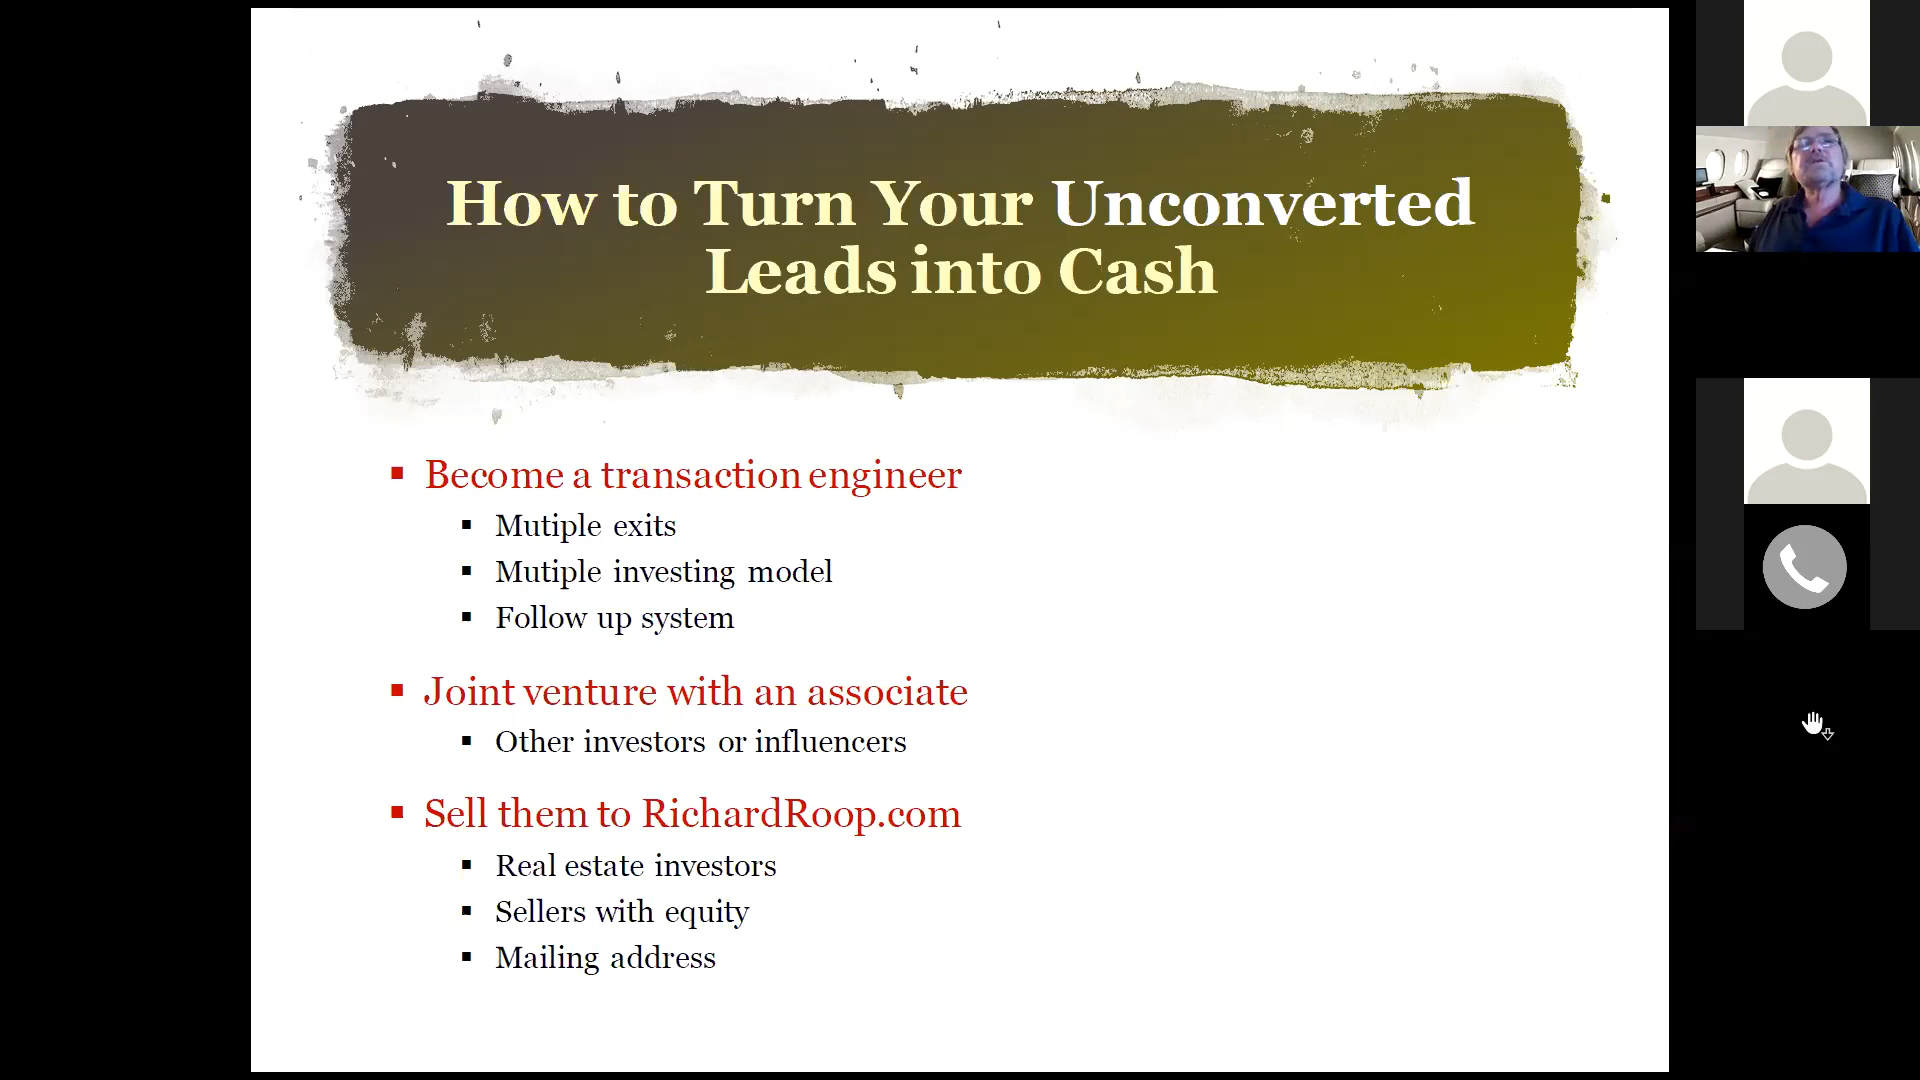 How to Turn Your Unconverted
Leads into Cash
Become a transaction engineer
Mutiple exits
Mutiple investing model
Follow up system
Joint venture with an associate
Other investors or influencers
Sell them to RichardRoop.com
Real estate investors
Sellers with equity
Mailing address